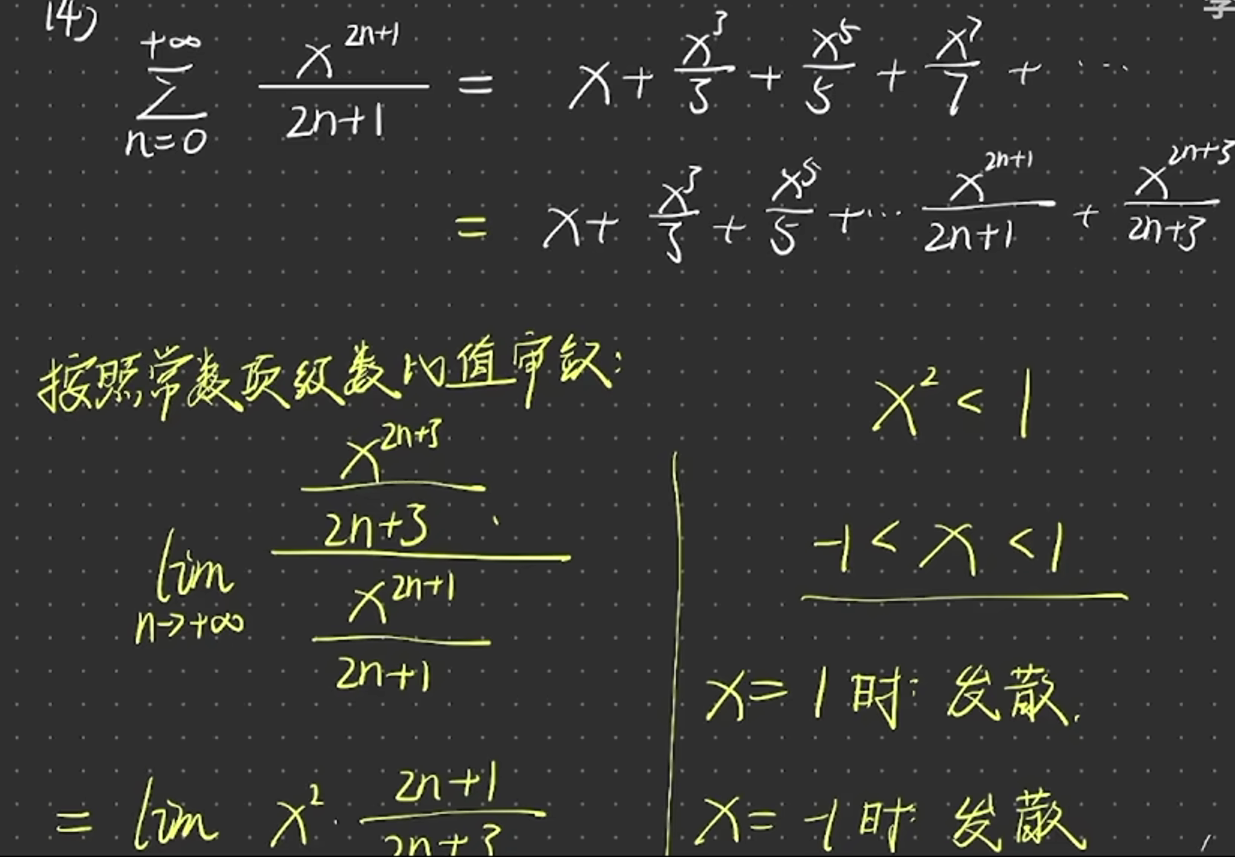 (4)
\sum_{n=0}^{+\infty} \frac{x^{2n+1}}{2n+1} = x + \frac{x^3}{3} + \frac{x^5}{5} + \frac{x^7}{7} + \cdots
= x + \frac{x^3}{3} + \frac{x^5}{5} + \cdots \frac{x^{2n+1}}{2n+1} + \frac{x^{2n+3}}{2n+3}
按照常数项级数比值审敛:
\lim_{n \to +\infty} \frac{\frac{x^{2n+3}}{2n+3}}{\frac{x^{2n+1}}{2n+1}}
= \lim x^2 \cdot \frac{2n+1}{2n+3}
x^2 < 1
-1 < x < 1
x = 1 时: 发散.
x = -1 时: 发散